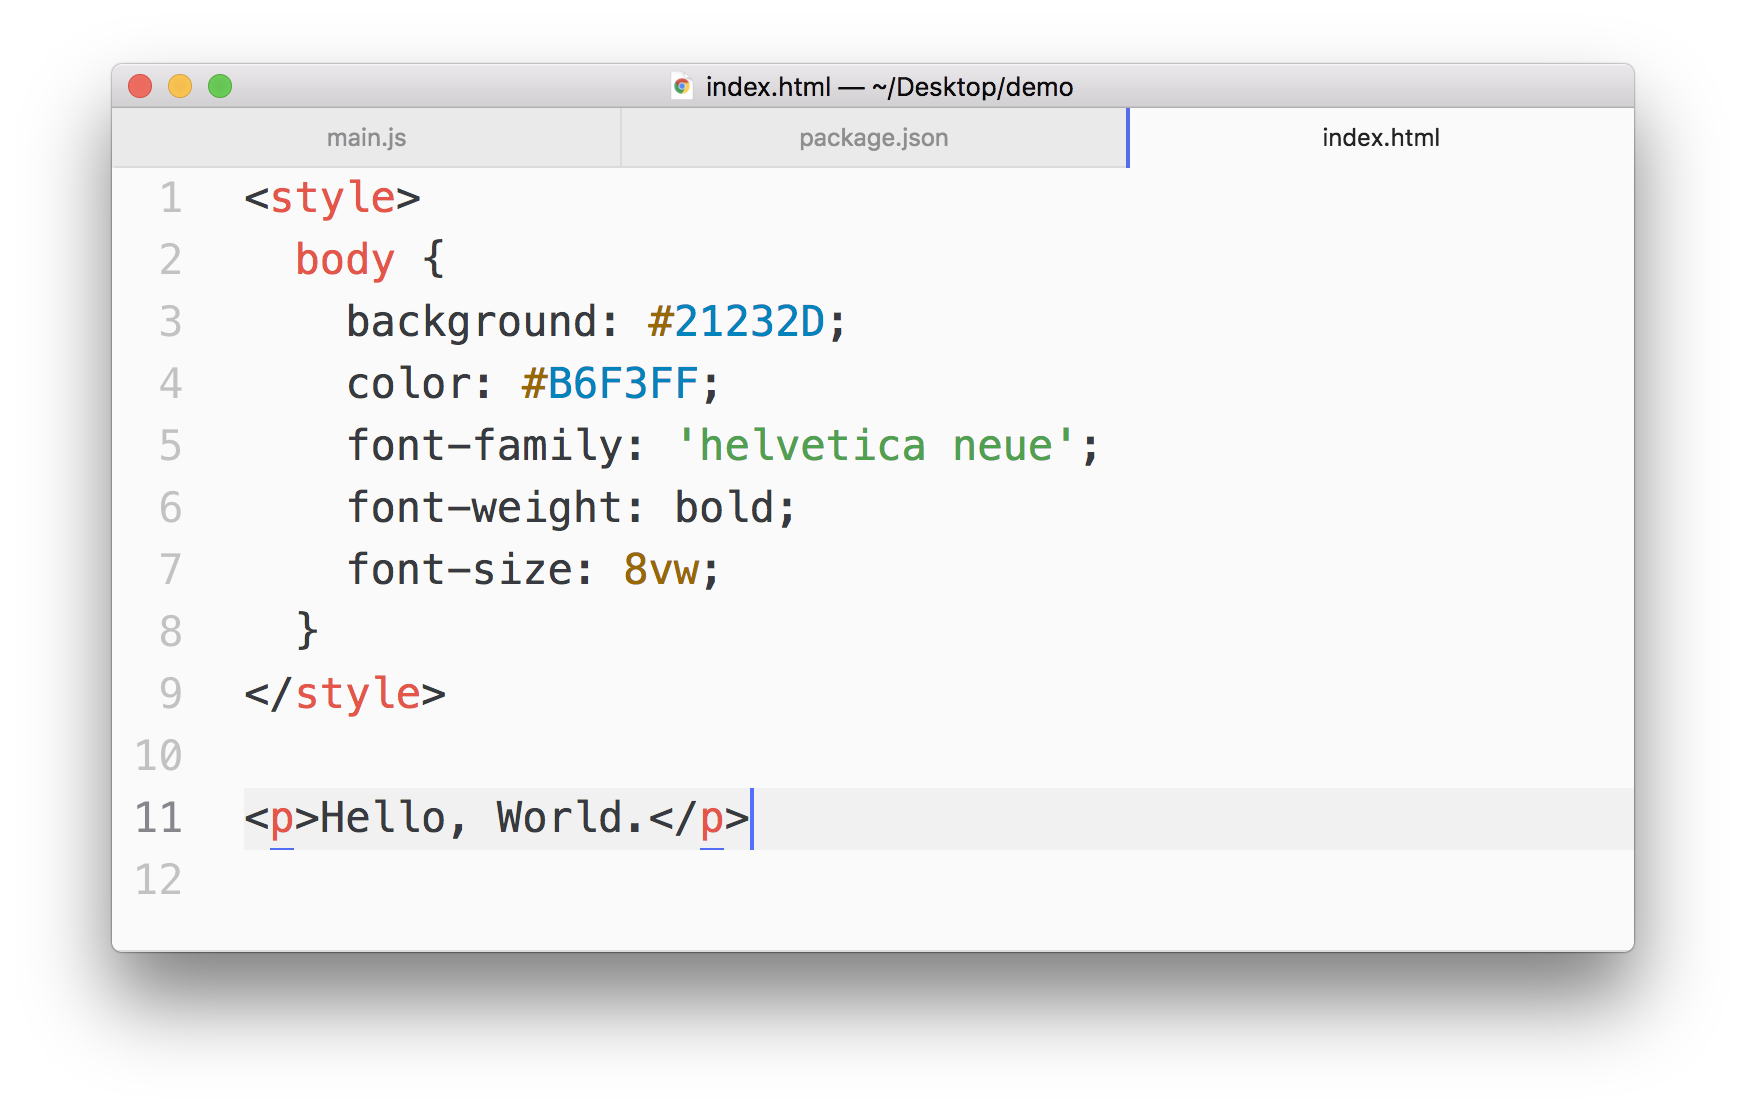 index.html — ~/Desktop/demo
main.js package.json index.html
1 <style>
2   body {
3     background: #21232D;
4     color: #B6F3FF;
5     font-family: 'helvetica neue';
6     font-weight: bold;
7     font-size: 8vw;
8   }
9 </style>
10
11 <p>Hello, World.</p>
12